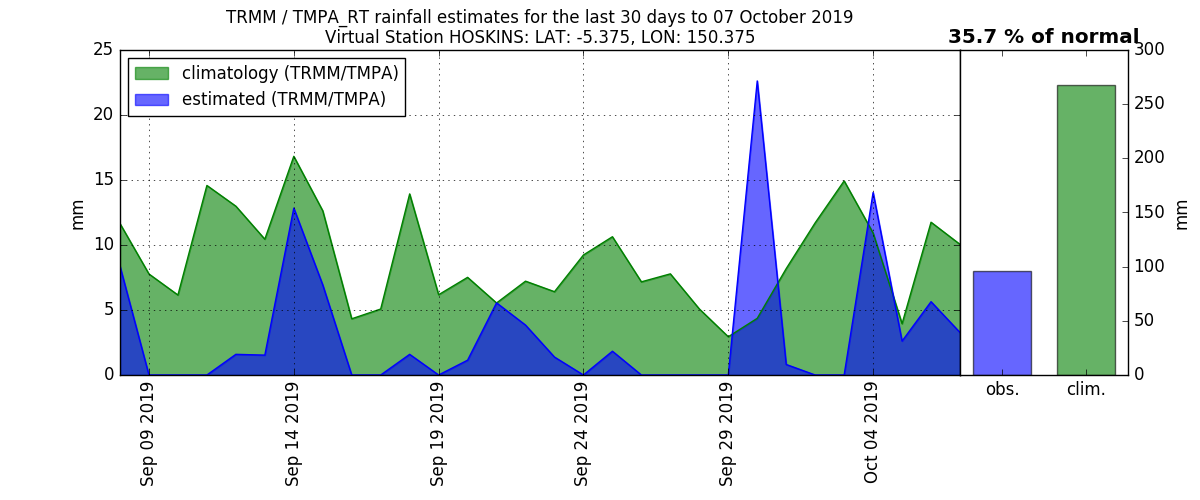 TRMM / TMPA_RT rainfall estimates for the last 30 days to 07 October 2019
Virtual Station HOSKINS: LAT: -5.375, LON: 150.375
35.7 % of normal
climatology (TRMM/TMPA)
estimated (TRMM/TMPA)
25
20
15
10
5
0
mm
Sep 09 2019
Sep 14 2019
Sep 19 2019
Sep 24 2019
Sep 29 2019
Oct 04 2019
obs.
clim.
300
250
200
150
100
50
0
mm